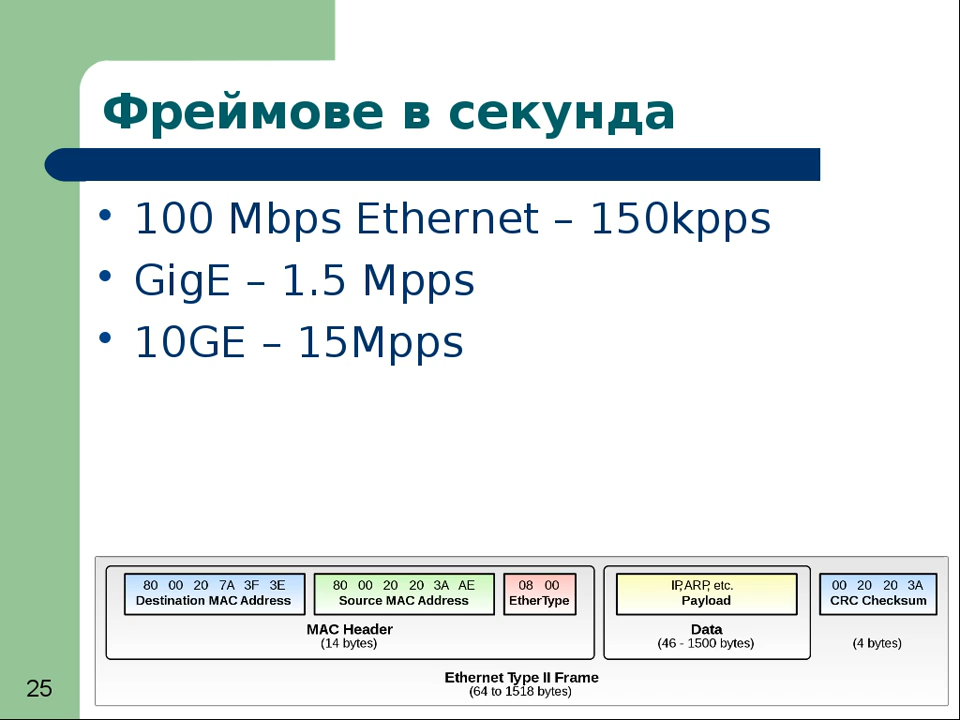 Фреймове в секунда
• 100 Mbps Ethernet – 150kpps
• GigE – 1.5 Mpps
• 10GE – 15Mpps
80 00 20 7A 3F 3E
Destination MAC Address
80 00 20 20 3A AE
Source MAC Address
08 00
EtherType
MAC Header
(14 bytes)
IP, ARP, etc.
Payload
Data
(46 - 1500 bytes)
00 20 20 3A
CRC Checksum
(4 bytes)
Ethernet Type II Frame
(64 to 1518 bytes)
25